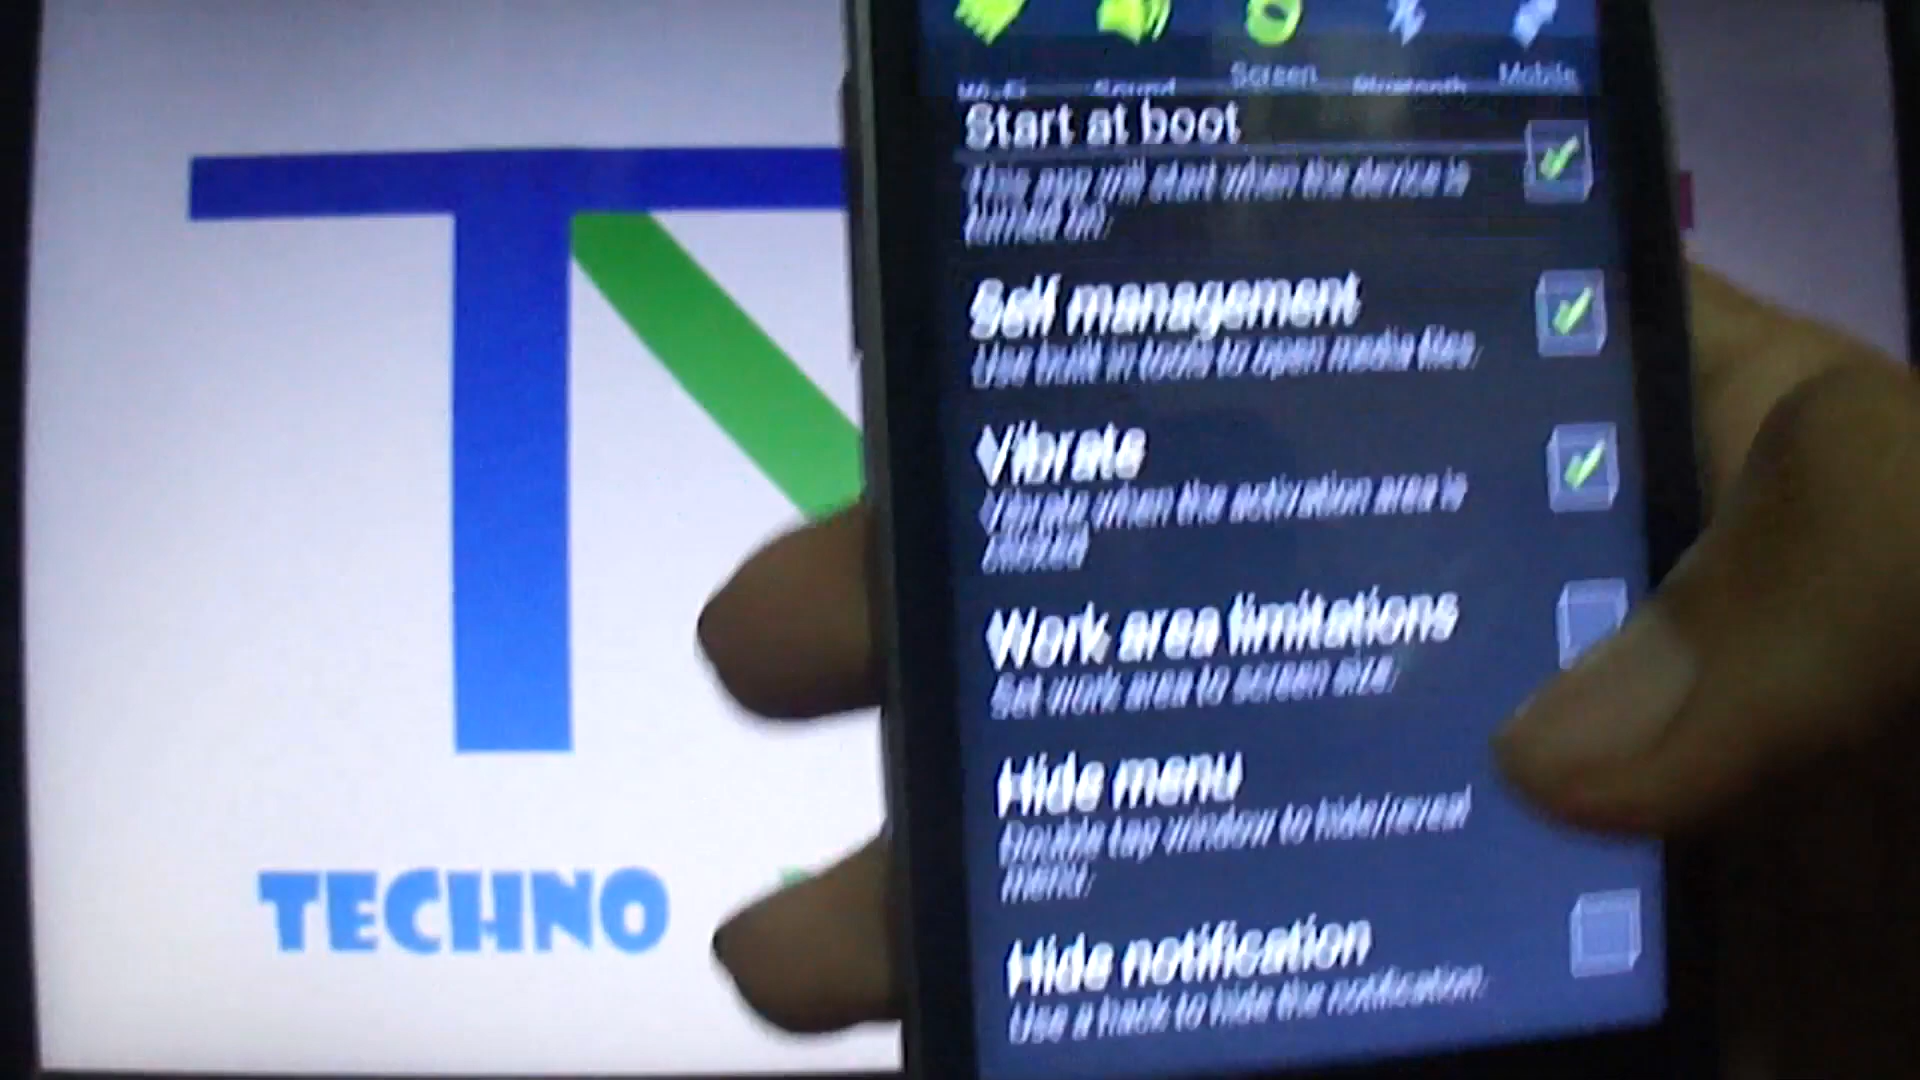 Wi-Fi Sound Screen Bluetooth Mobile
Start at boot
This app will start when the device is
turned on.
Self management
Use built in tools to open media files.
Vibrate
Vibrate when the activation area is
clicked
Work area limitations
Set work area to screen size.
Hide menu
Double tap window to hide/reveal
menu.
Hide notification
Use a hack to hide the notification.
TECHNO